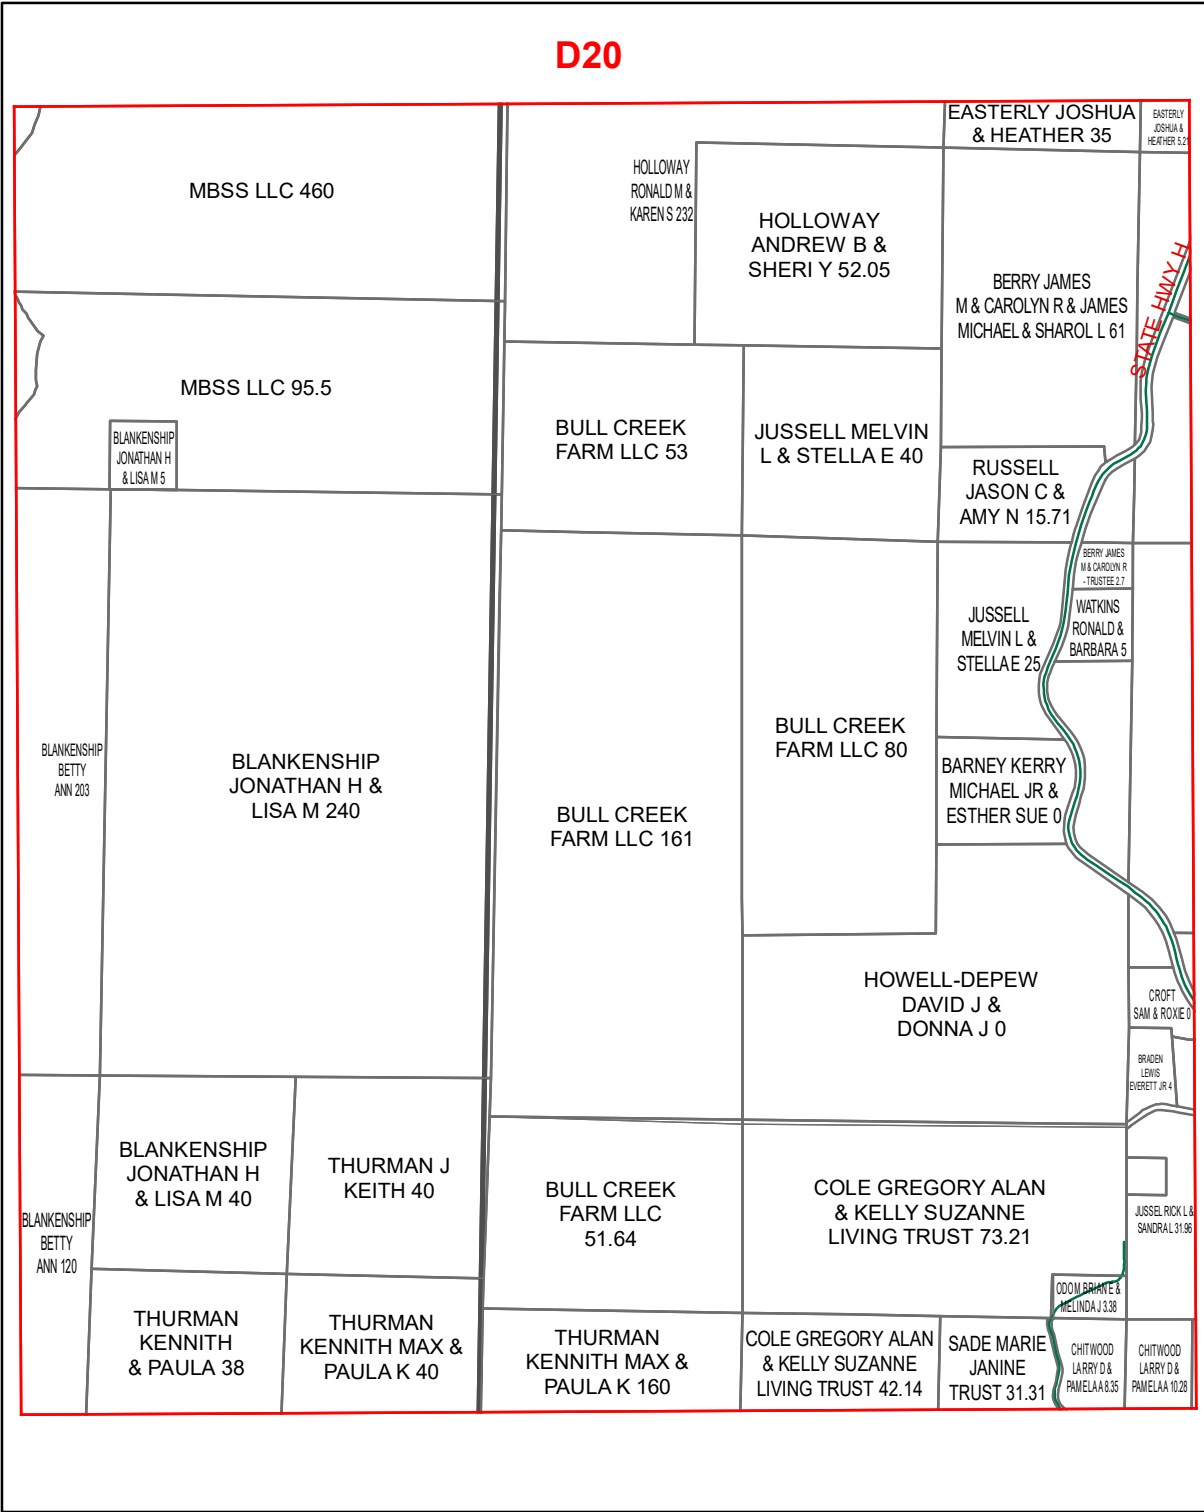 D20
EASTERLY JOSHUA
& HEATHER 35
EASTERLY
JOSHUA &
HEATHER 5.21
MBSS LLC 460
HOLLOWAY
RONALD M &
KAREN S 232
HOLLOWAY
ANDREW B &
SHERI Y 52.05
BERRY JAMES
M & CAROLYN R & JAMES
MICHAEL & SHAROL L 61
STATE HWY H
MBSS LLC 95.5
BLANKENSHIP
JONATHAN H
& LISA M 5
BULL CREEK
FARM LLC 53
JUSSELL MELVIN
L & STELLA E 40
RUSSELL
JASON C &
AMY N 15.71
BERRY JAMES
M & CAROLYN R
- TRUSTEE 2.7
WATKINS
RONALD &
BARBARA 5
JUSSELL
MELVIN L &
STELLA E 25
BLANKENSHIP
BETTY
ANN 203
BLANKENSHIP
JONATHAN H &
LISA M 240
BULL CREEK
FARM LLC 161
BULL CREEK
FARM LLC 80
BARNEY KERRY
MICHAEL JR &
ESTHER SUE 0
HOWELL-DEPEW
DAVID J &
DONNA J 0
CROFT
SAM & ROXIE 0
BRADEN
LEWIS
EVERETT JR 4
BLANKENSHIP
JONATHAN H
& LISA M 40
THURMAN J
KEITH 40
BULL CREEK
FARM LLC
51.64
COLE GREGORY ALAN
& KELLY SUZANNE
LIVING TRUST 73.21
JUSSEL RICK L &
SANDRA L 31.96
BLANKENSHIP
BETTY
ANN 120
ODOM BRIAN E &
MELINDA J 3.38
THURMAN
KENNITH
& PAULA 38
THURMAN
KENNITH MAX &
PAULA K 40
THURMAN
KENNITH MAX &
PAULA K 160
COLE GREGORY ALAN
& KELLY SUZANNE
LIVING TRUST 42.14
SADE MARIE
JANINE
TRUST 31.31
CHITWOOD
LARRY D &
PAMELA A 8.35
CHITWOOD
LARRY D &
PAMELA A 10.28